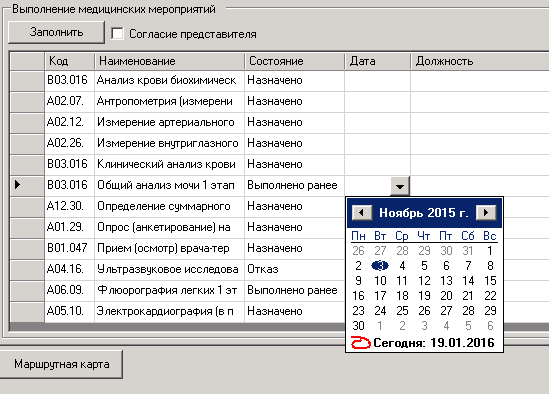 Выполнение медицинских мероприятий
Заполнить Согласие представителя
Код Наименование Состояние Дата Должность
B03.016 Анализ крови биохимическ Назначено
A02.07. Антропометрия (измерени Назначено
A02.12. Измерение артериального Назначено
A02.26. Измерение внутриглазного Назначено
B03.016 Клинический анализ крови Назначено
B03.016 Общий анализ мочи 1 этап Выполнено ранее
A12.30. Определение суммарного Назначено
A01.29. Опрос (анкетирование) на Назначено
B01.047 Прием (осмотр) врача-тер Назначено
A04.16. Ультразвуковое исследова Отказ
A06.09. Флюорография легких 1 эт Выполнено ранее
A05.10. Электрокардиография (в п Назначено
Ноябрь 2015 г.
Пн Вт Ср Чт Пт Сб Вс
26 27 28 29 30 31 1
2 3 4 5 6 7 8
9 10 11 12 13 14 15
16 17 18 19 20 21 22
23 24 25 26 27 28 29
30 1 2 3 4 5 6
Сегодня: 19.01.2016
Маршрутная карта